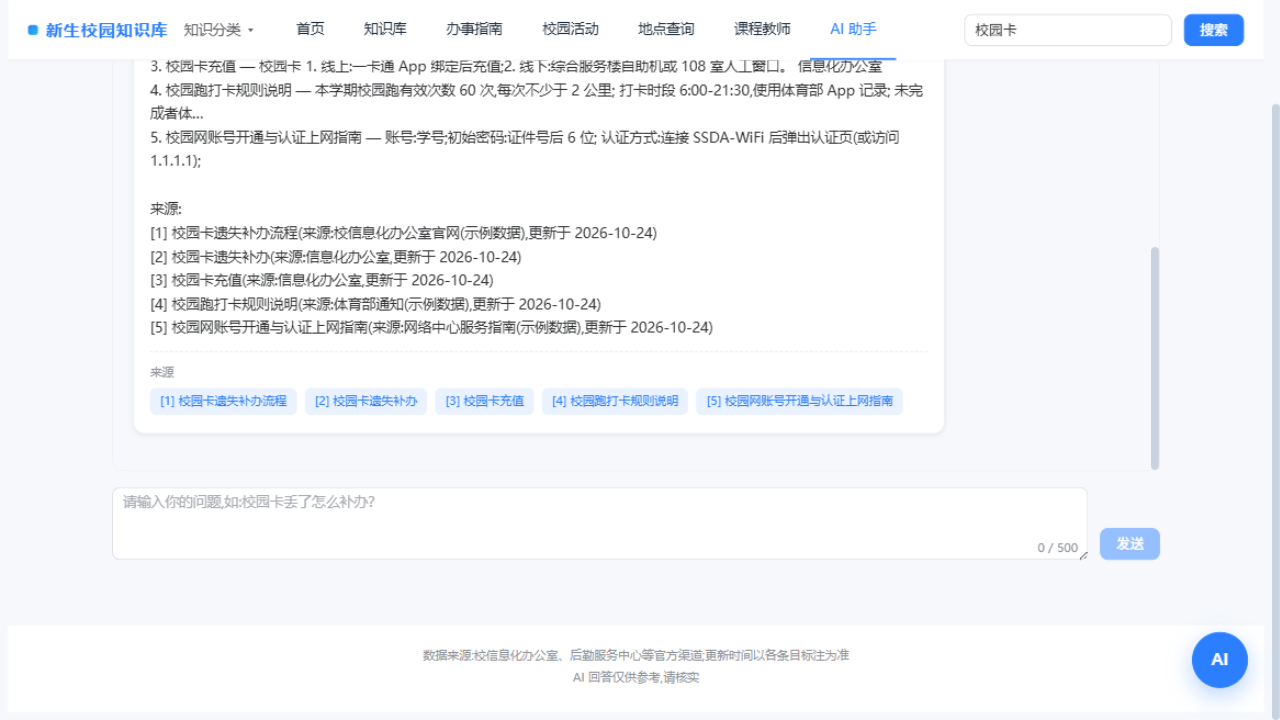 新生校园知识库 知识分类 首页 知识库 办事指南 校园活动 地点查询 课程教师 AI 助手 校园卡 搜索
3. 校园卡充值 — 校园卡 1. 线上:一卡通 App 绑定后充值;2. 线下:综合服务楼自助机或 108 室人工窗口。 信息化办公室
4. 校园跑打卡规则说明 — 本学期校园跑有效次数 60 次,每次不少于 2 公里; 打卡时段 6:00-21:30,使用体育部 App 记录; 未完
成者体...
5. 校园网账号开通与认证上网指南 — 账号:学号;初始密码:证件号后 6 位; 认证方式:连接 SSDA-WiFi 后弹出认证页(或访问
1.1.1.1);
来源:
[1] 校园卡遗失补办流程(来源:校信息化办公室官网(示例数据),更新于 2026-10-24)
[2] 校园卡遗失补办(来源:信息化办公室,更新于 2026-10-24)
[3] 校园卡充值(来源:信息化办公室,更新于 2026-10-24)
[4] 校园跑打卡规则说明(来源:体育部通知(示例数据),更新于 2026-10-24)
[5] 校园网账号开通与认证上网指南(来源:网络中心服务指南(示例数据),更新于 2026-10-24)
来源
[1] 校园卡遗失补办流程 [2] 校园卡遗失补办 [3] 校园卡充值 [4] 校园跑打卡规则说明 [5] 校园网账号开通与认证上网指南
请输入你的问题,如:校园卡丢了怎么补办?
0 / 500
发送
数据来源:校信息化办公室、后勤服务中心等官方渠道;更新时间以各条目标注为准
AI 回答仅供参考,请核实
AI